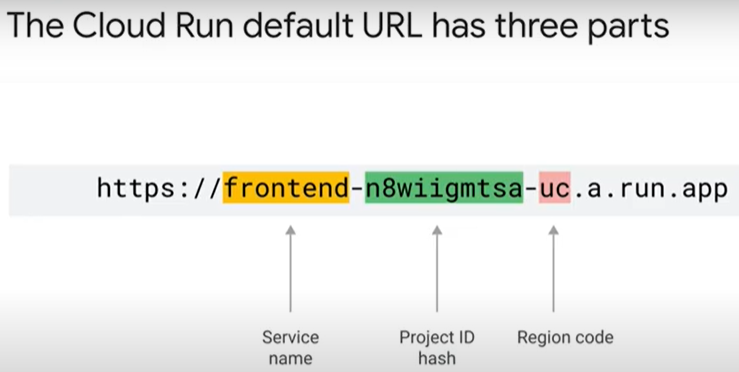 The Cloud Run default URL has three parts
https://frontend-n8wiigmtsa-uc.a.run.app
Service name
Project ID hash
Region code